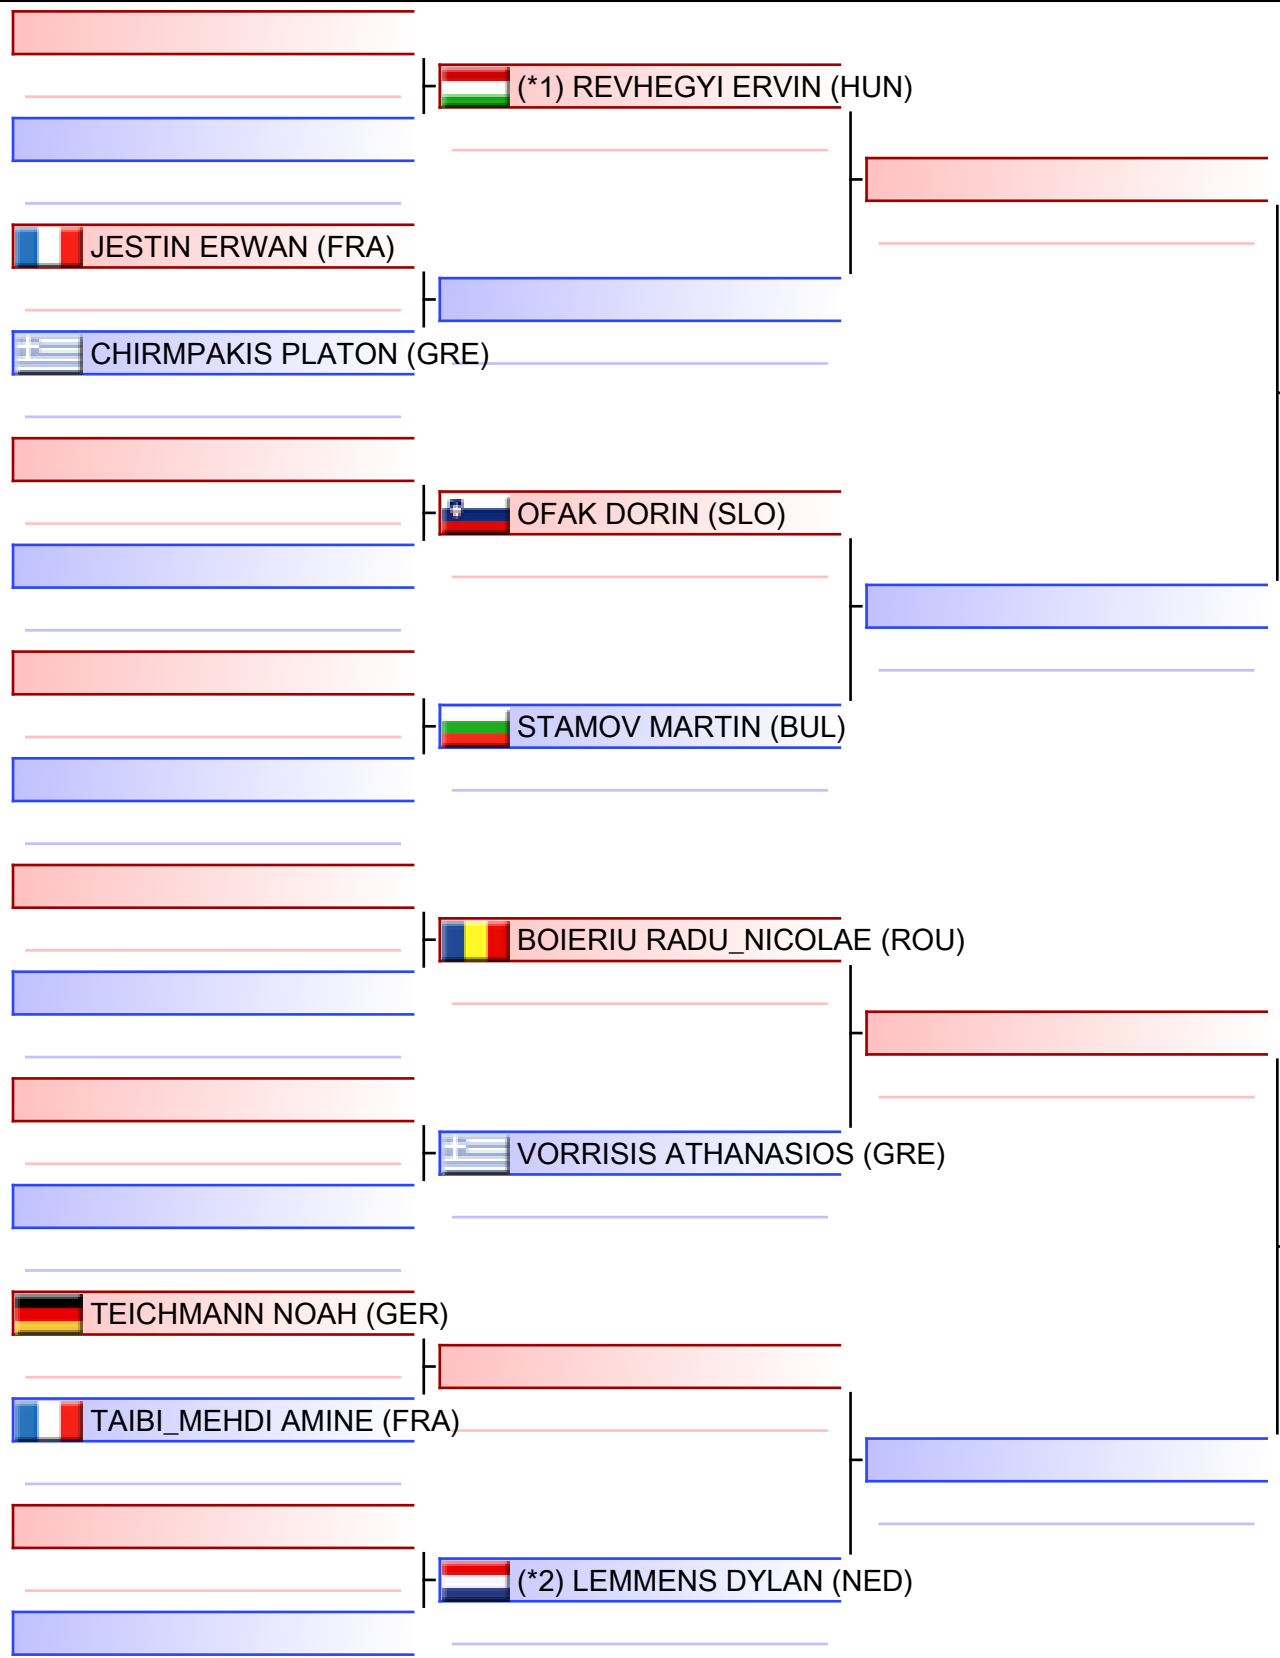 (*1) REVHEGYI ERVIN (HUN)
JESTIN ERWAN (FRA)
CHIRMPAKIS PLATON (GRE)
OFAK DORIN (SLO)
STAMOV MARTIN (BUL)
BOIERIU RADU_NICOLAE (ROU)
VORRISIS ATHANASIOS (GRE)
TEICHMANN NOAH (GER)
TAIBI_MEHDI AMINE (FRA)
(*2) LEMMENS DYLAN (NED)